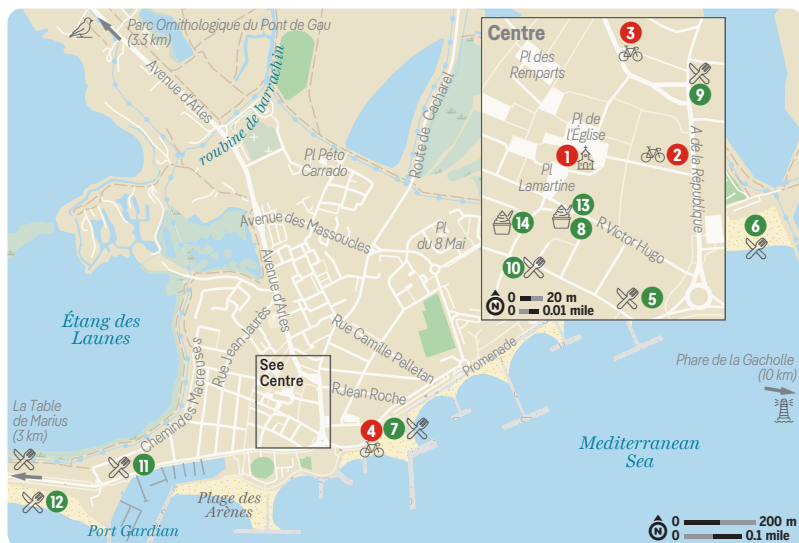 Parc Ornithologique du Pont de Gau
(3.3 km)
Avenue d'Arles
roubine de barrachin
Route de Cacharel
Pl Péto
Carrado
Avenue des Massoucles
Pl
du 8 Mai
Avenue d'Arles
Étang des
Launes
Rue Jean Jaurès
Rue Camille Pelletan
Chemin des Macienes
See
Centre
R Jean Roche
Promenade
La Table
de Marius
(3 km)
4
7
11
12
Plage des
Arènes
Port Gardian
Centre
3
Pl des
Remparts
9
Pl de
l'Église
1
2
A de la République
Pl
Lamartine
13
14
8
R Victor Hugo
10
5
N
0 20 m
0 0.01 mile
6
Phare de la Gacholle
(10 km)
Mediterranean
Sea
N
0 200 m
0 0.1 mile